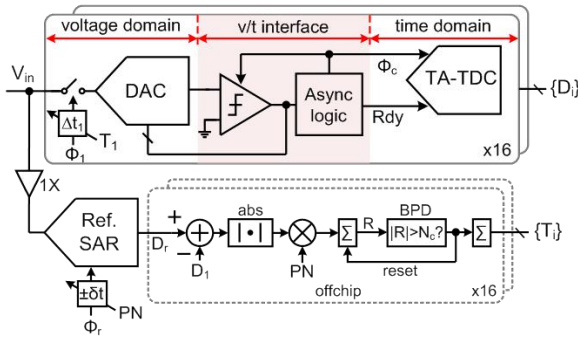 voltage domain
v/t interface
time domain
V_in
DAC
Async
logic
Φ_c
Rdy
TA-TDC
{D_i}
Δt_1
T_1
Φ_1
x16
1X
Ref.
SAR
D_r
+
−
D_1
abs
|•|
PN
Σ
R
BPD
|R|>N_c?
Σ
{T_i}
reset
±δt
PN
Φ_r
offchip
x16